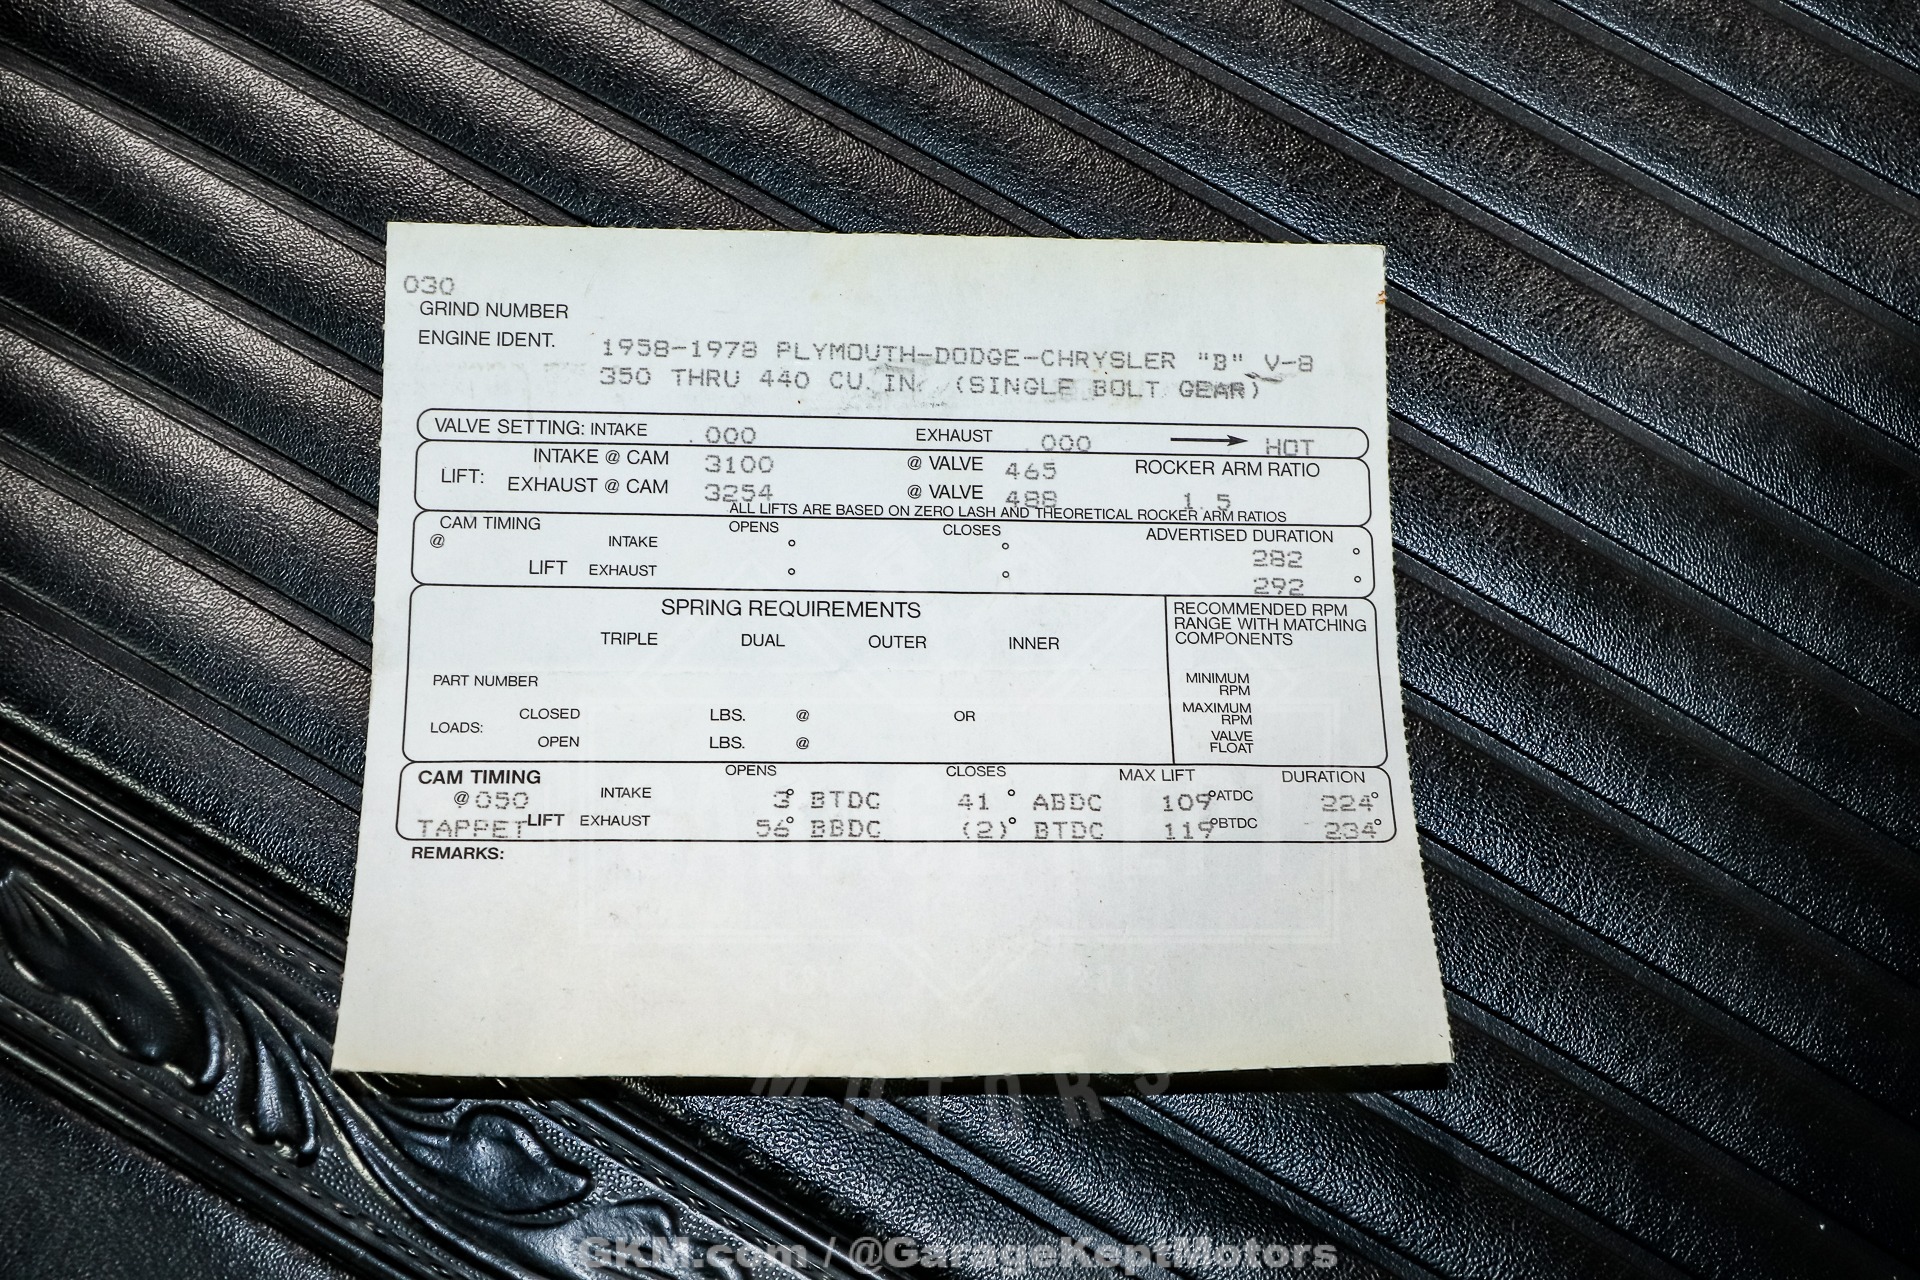 030
GRIND NUMBER
ENGINE IDENT. 1958-1978 PLYMOUTH-DODGE-CHRYSLER "B" V-8
350 THRU 440 CU. IN. (SINGLE BOLT GEAR)
VALVE SETTING: INTAKE .000 EXHAUST .000 → HOT
LIFT: INTAKE @ CAM 3100 @ VALVE 465 ROCKER ARM RATIO
EXHAUST @ CAM 3254 @ VALVE 488 1.5
ALL LIFTS ARE BASED ON ZERO LASH AND THEORETICAL ROCKER ARM RATIOS
CAM TIMING OPENS CLOSES ADVERTISED DURATION
@ INTAKE ° ° 282 °
LIFT EXHAUST ° ° 292 °
SPRING REQUIREMENTS
TRIPLE DUAL OUTER INNER
PART NUMBER
LOADS: CLOSED LBS. @ OR
OPEN LBS. @
RECOMMENDED RPM
RANGE WITH MATCHING
COMPONENTS
MINIMUM
RPM
MAXIMUM
RPM
VALVE
FLOAT
CAM TIMING OPENS CLOSES MAX LIFT DURATION
@ 050 INTAKE 3° BTDC 41 ° ABDC 109°ATDC 224°
TAPPET LIFT EXHAUST 56° BBDC (2)° BTDC 119°BTDC 234°
REMARKS:
MOTORS
GKM.com / @GarageKeptMotors